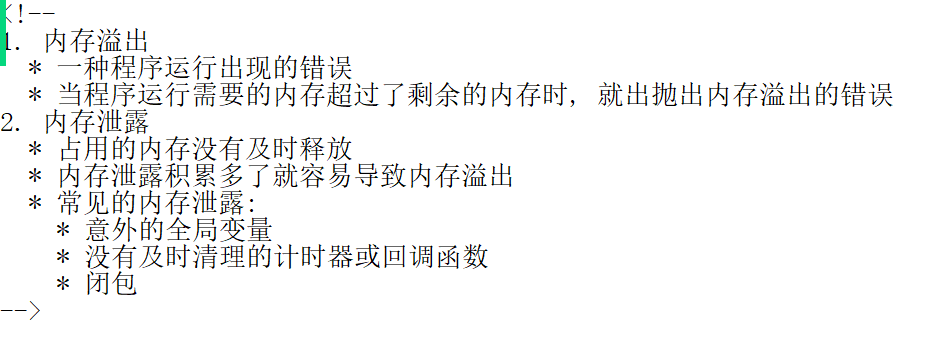 <!--
1. 内存溢出
  * 一种程序运行出现的错误
  * 当程序运行需要的内存超过了剩余的内存时, 就出抛出内存溢出的错误
2. 内存泄露
  * 占用的内存没有及时释放
  * 内存泄露积累多了就容易导致内存溢出
  * 常见的内存泄露:
    * 意外的全局变量
    * 没有及时清理的计时器或回调函数
    * 闭包
-->